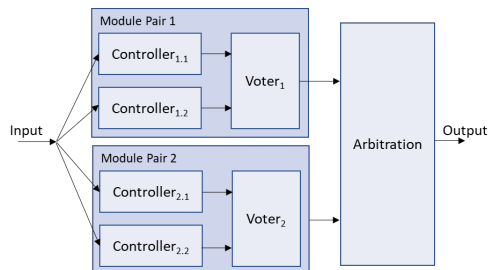 Module Pair 1
Controller1.1
Voter1
Controller1.2
Input
Arbitration
Output
Module Pair 2
Controller2.1
Voter2
Controller2.2